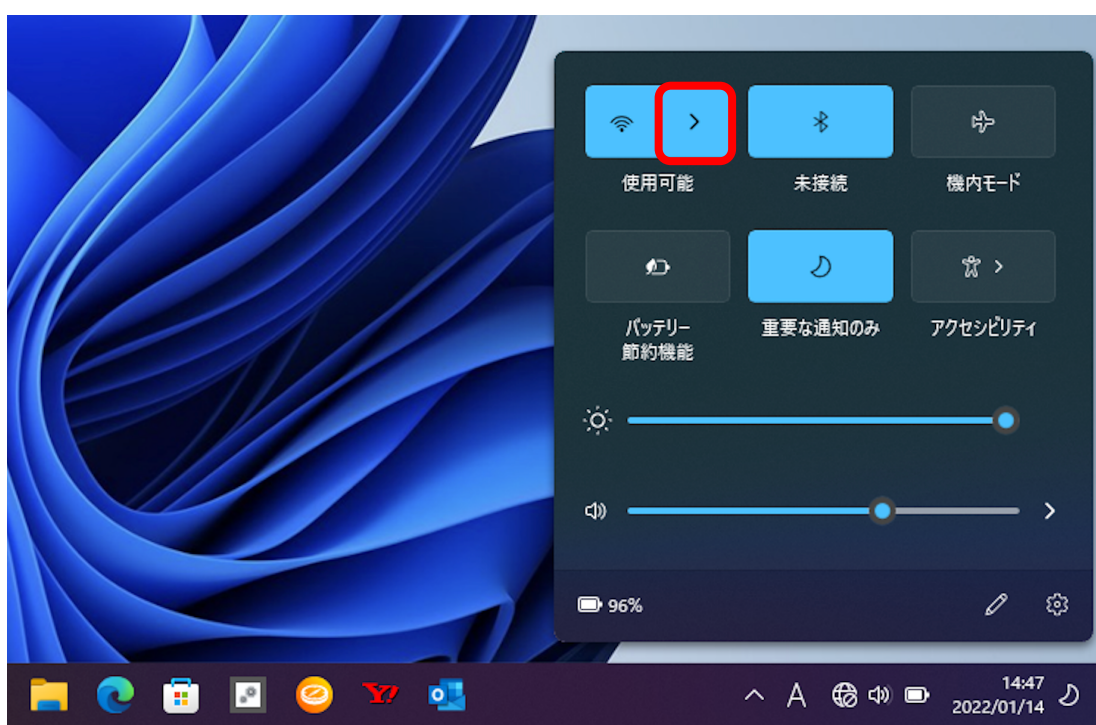 使用可能
未接続
機内モード
バッテリー
節約機能
重要な通知のみ
アクセシビリティ
96%
Y!
o
A
14:47
2022/01/14